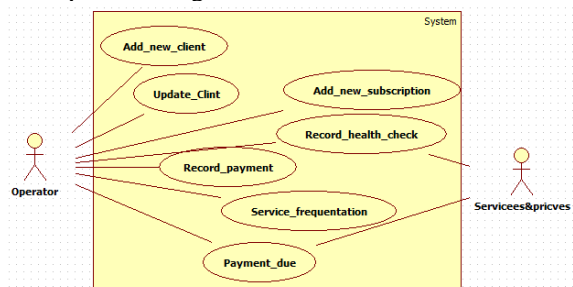 System
Add_new_client
Update_Clint
Add_new_subscription
Record_health_check
Record_payment
Operator
Servicees&pricves
Service_frequentation
Payment_due